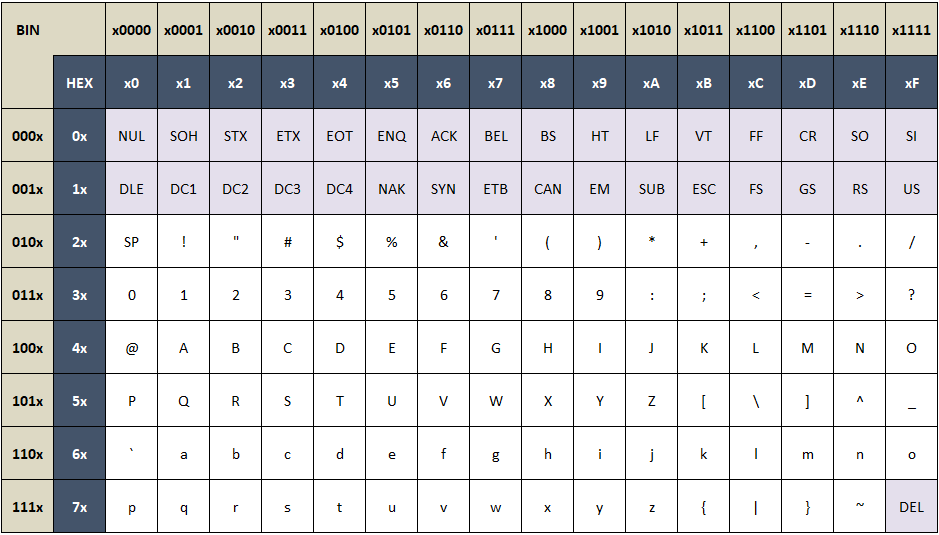 BIN x0000 x0001 x0010 x0011 x0100 x0101 x0110 x0111 x1000 x1001 x1010 x1011 x1100 x1101 x1110 x1111
HEX x0 x1 x2 x3 x4 x5 x6 x7 x8 x9 xA xB xC xD xE xF
000x 0x NUL SOH STX ETX EOT ENQ ACK BEL BS HT LF VT FF CR SO SI
001x 1x DLE DC1 DC2 DC3 DC4 NAK SYN ETB CAN EM SUB ESC FS GS RS US
010x 2x SP ! " # $ % & ' ( ) * + , - . /
011x 3x 0 1 2 3 4 5 6 7 8 9 : ; < = > ?
100x 4x @ A B C D E F G H I J K L M N O
101x 5x P Q R S T U V W X Y Z [ \ ] ^ _
110x 6x ` a b c d e f g h i j k l m n o
111x 7x p q r s t u v w x y z { | } ~ DEL